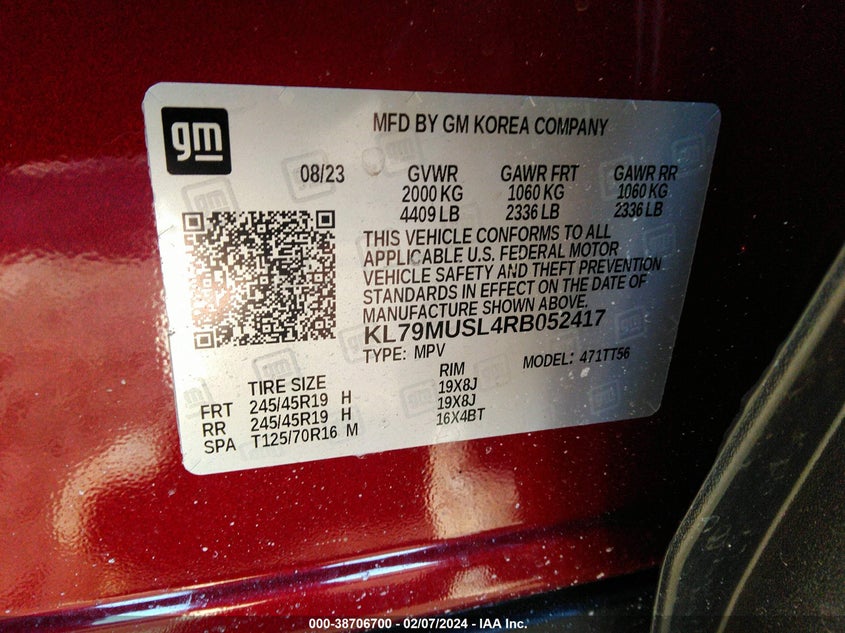 gm
MFD BY GM KOREA COMPANY
08/23 GVWR GAWR FRT GAWR RR
2000 KG 1060 KG 1060 KG
4409 LB 2336 LB 2336 LB
THIS VEHICLE CONFORMS TO ALL
APPLICABLE U.S. FEDERAL MOTOR
VEHICLE SAFETY AND THEFT PREVENTION
STANDARDS IN EFFECT ON THE DATE OF
MANUFACTURE SHOWN ABOVE.
KL79MUSL4RB052417
TYPE: MPV MODEL: 471TT56
TIRE SIZE RIM
FRT 245/45R19 H 19X8J
RR 245/45R19 H 19X8J
SPA T125/70R16 M 16X4BT
000-38706700 - 02/07/2024 - IAA Inc.